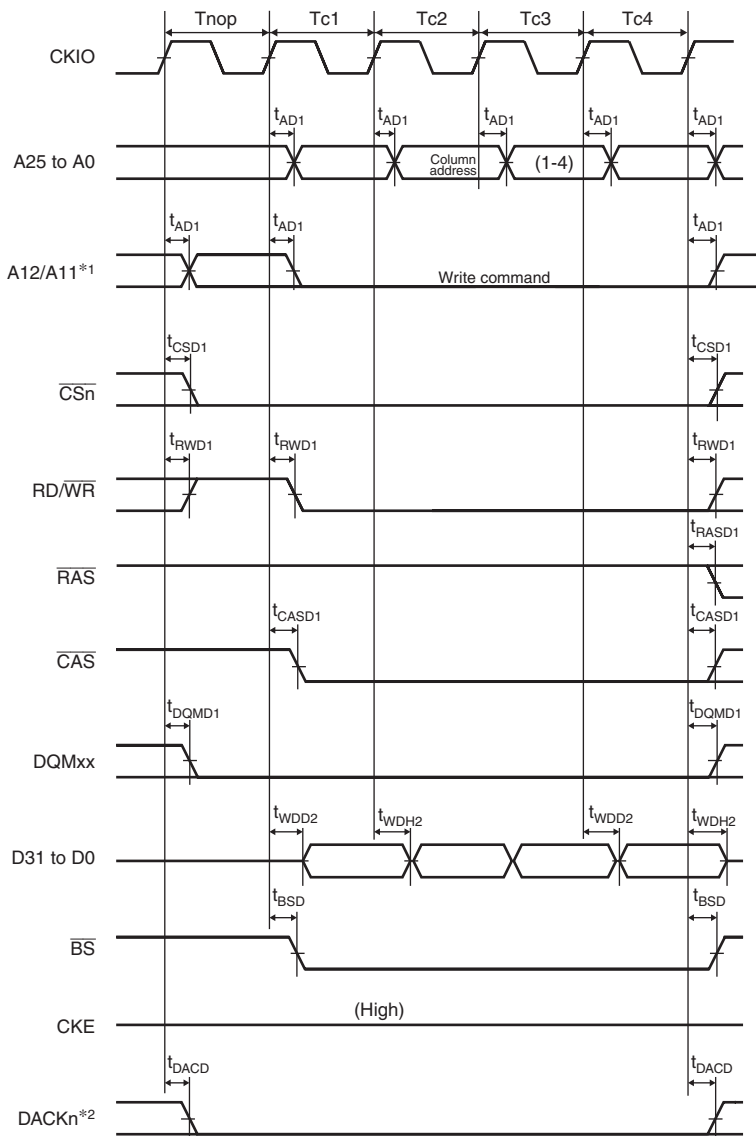 Tnop Tc1 Tc2 Tc3 Tc4
CKIO
tAD1 tAD1 tAD1 tAD1 tAD1
A25 to A0
Column address
(1-4)
tAD1 tAD1 tAD1
A12/A11*1
Write command
tCSD1 tCSD1
CSn
tRWD1 tRWD1 tRWD1
RD/WR
tRASD1
RAS
tCASD1 tCASD1
CAS
tDQMD1 tDQMD1
DQMxx
tWDD2 tWDH2 tWDD2 tWDH2
D31 to D0
tBSD tBSD
BS
(High)
CKE
tDACD tDACD
DACKn*2